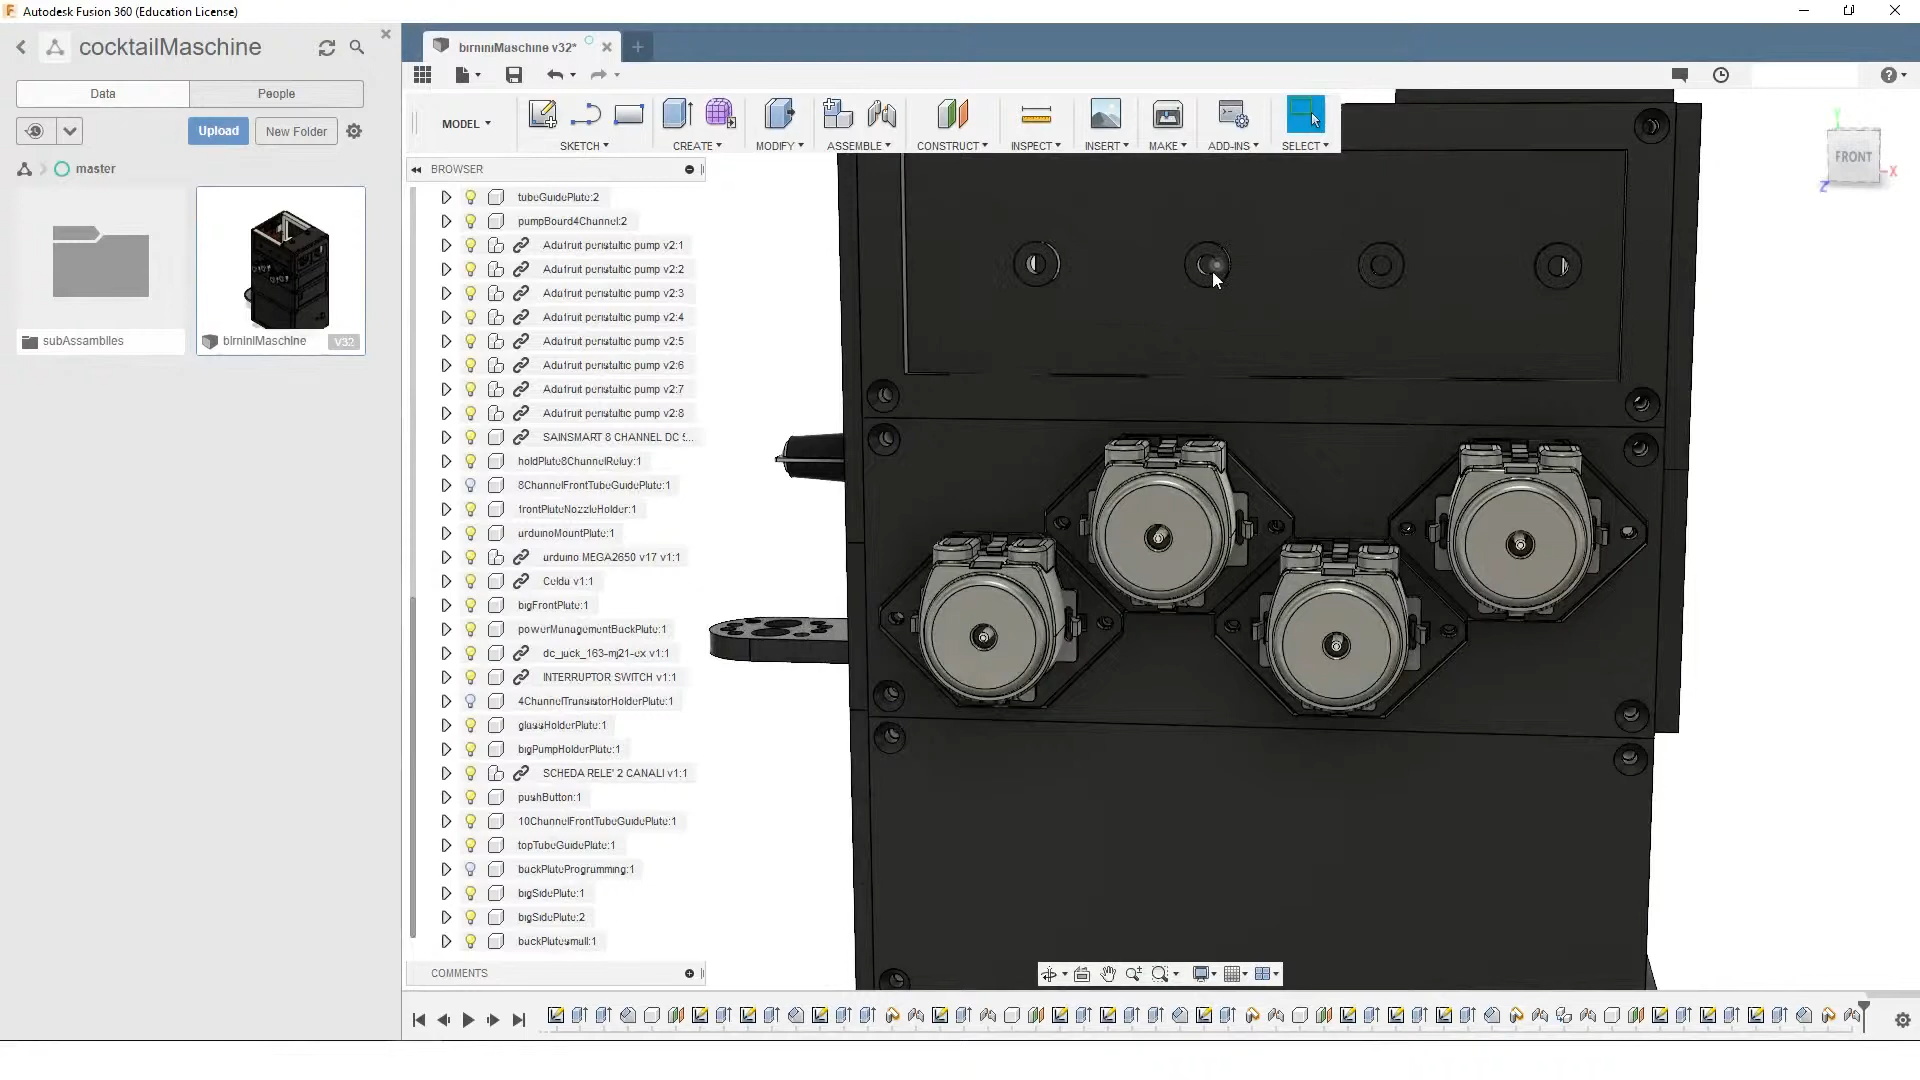 Autodesk Fusion 360 (Education License)
cocktailMaschine
Data
People
Upload
New Folder
master
subAssamblies
birniniMaschine
V32
birniniMaschine v32*
MODEL
SKETCH
CREATE
MODIFY
ASSEMBLE
CONSTRUCT
INSPECT
INSERT
MAKE
ADD-INS
SELECT
BROWSER
tubeGuidePlate:2
pumpBoard4Channel:2
Adafruit peristaltic pump v2:1
Adafruit peristaltic pump v2:2
Adafruit peristaltic pump v2:3
Adafruit peristaltic pump v2:4
Adafruit peristaltic pump v2:5
Adafruit peristaltic pump v2:6
Adafruit peristaltic pump v2:7
Adafruit peristaltic pump v2:8
SAINSMART 8 CHANNEL DC 5...
holdPlate8ChannelRelay:1
8ChannelFrontTubeGuidePlate:1
frontPlateNozzleHolder:1
arduinoMountPlate:1
arduino MEGA2650 v17 v1:1
Celda v1:1
bigFrontPlate:1
powerManagementBackPlate:1
dc_jack_163-mj21-ex v1:1
INTERRUPTOR SWITCH v1:1
4ChannelTransistorHolderPlate:1
glassHolderPlate:1
bigPumpHolderPlate:1
SCHEDA RELE' 2 CANALI v1:1
pushButton:1
10ChannelFrontTubeGuidePlate:1
topTubeGuidePlate:1
backPlateProgramming:1
bigSidePlate:1
bigSidePlate:2
backPlatesmall:1
COMMENTS
FRONT
Y
X
Z